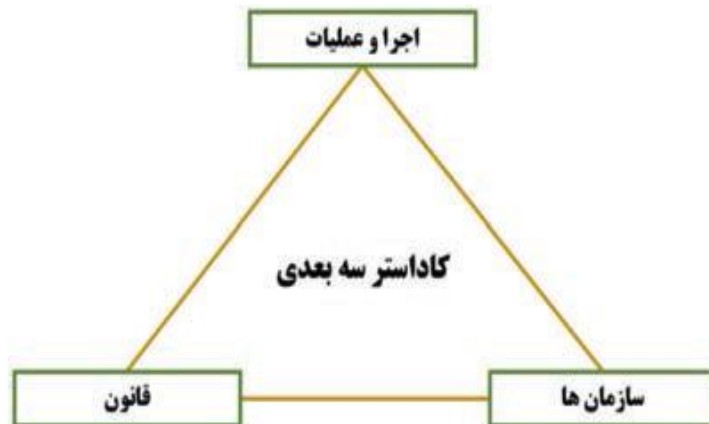 اجرا و عملیات
کاداستر سه بعدی
سازمان ها
قانون